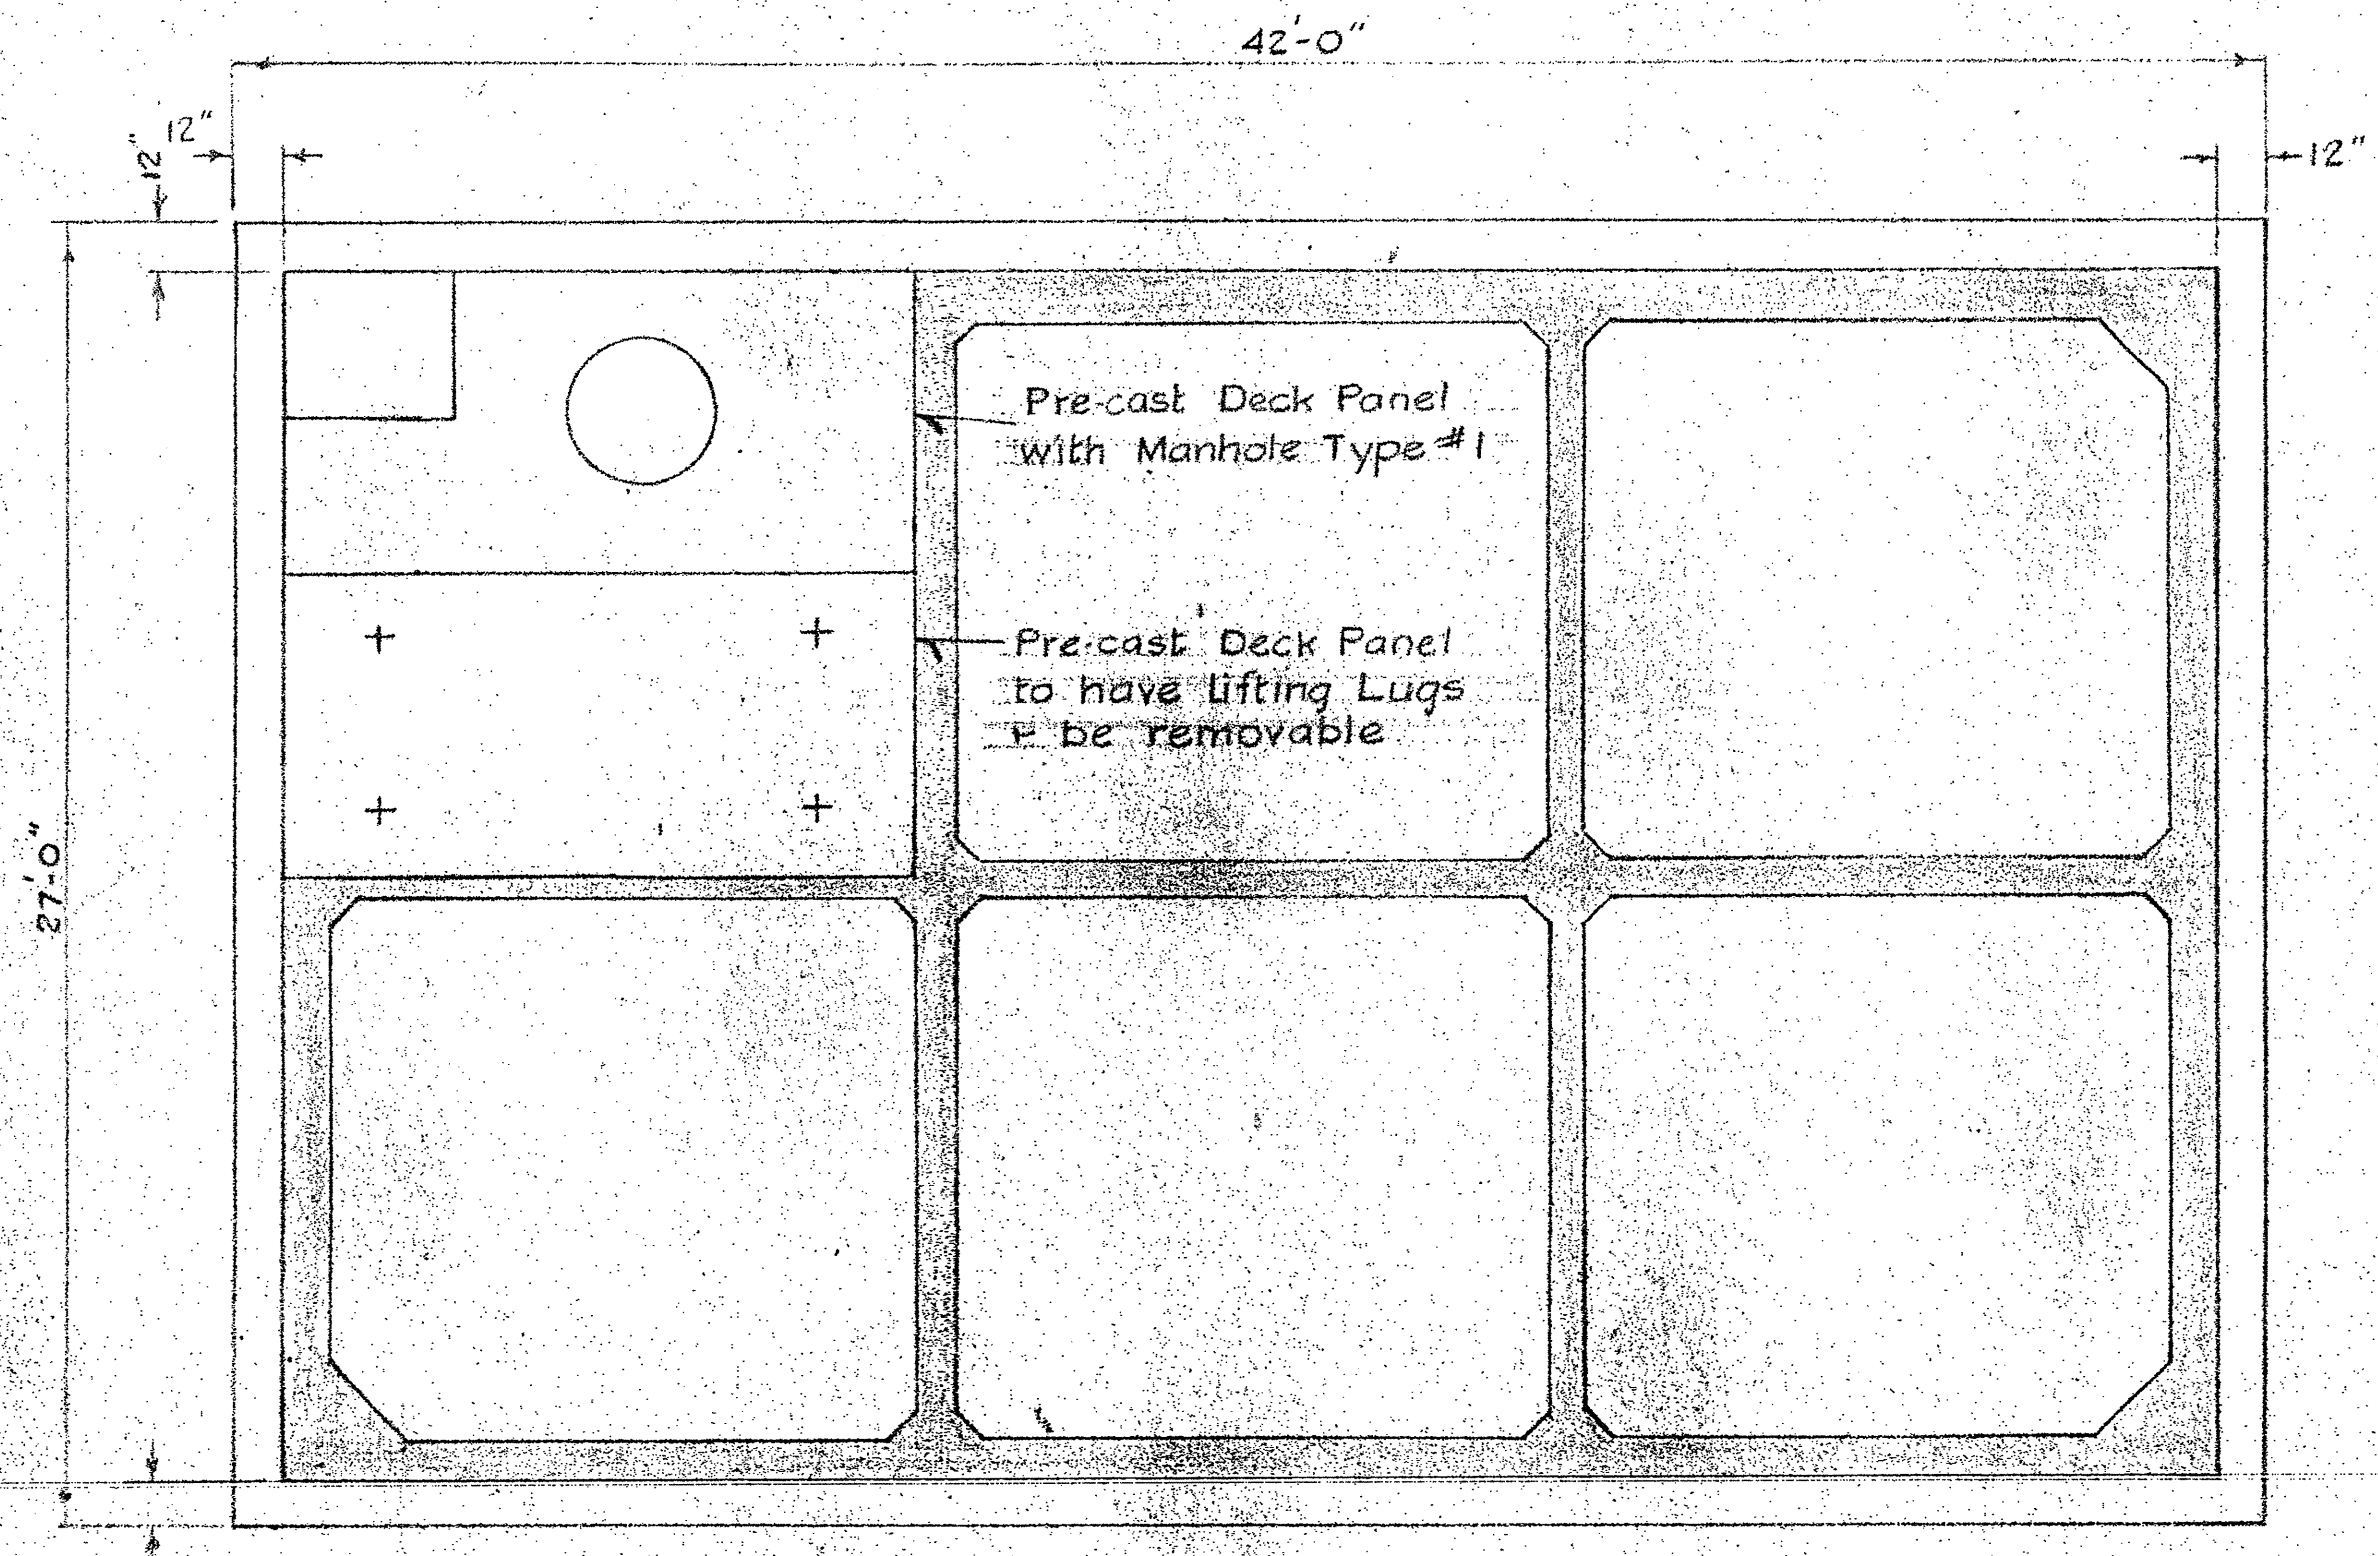 42'-0"
12"
12"
12"
Pre-cast Deck Panel
with Manhole Type #1
Pre-cast Deck Panel
to have lifting Lugs
& be removable
27'-0"